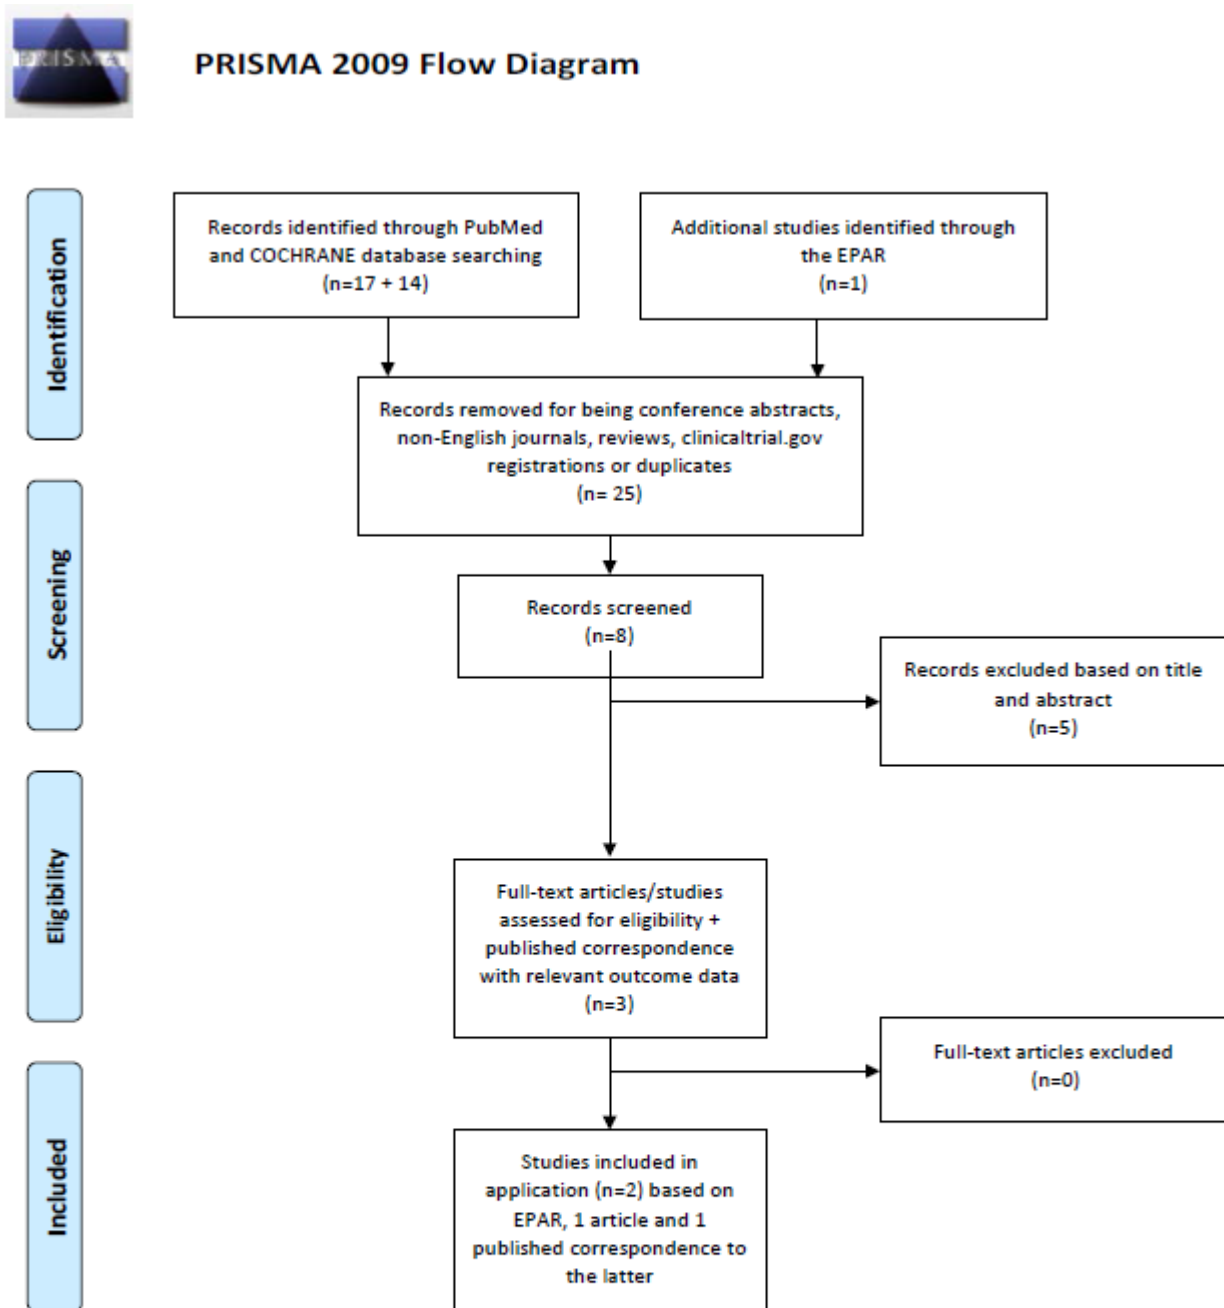 PRISMA
PRISMA 2009 Flow Diagram
Identification
Records identified through PubMed
and COCHRANE database searching
(n=17 + 14)
Additional studies identified through
the EPAR
(n=1)
Records removed for being conference abstracts,
non-English journals, reviews, clinicaltrial.gov
registrations or duplicates
(n= 25)
Screening
Records screened
(n=8)
Records excluded based on title
and abstract
(n=5)
Eligibility
Full-text articles/studies
assessed for eligibility +
published correspondence
with relevant outcome data
(n=3)
Full-text articles excluded
(n=0)
Included
Studies included in
application (n=2) based on
EPAR, 1 article and 1
published correspondence to
the latter